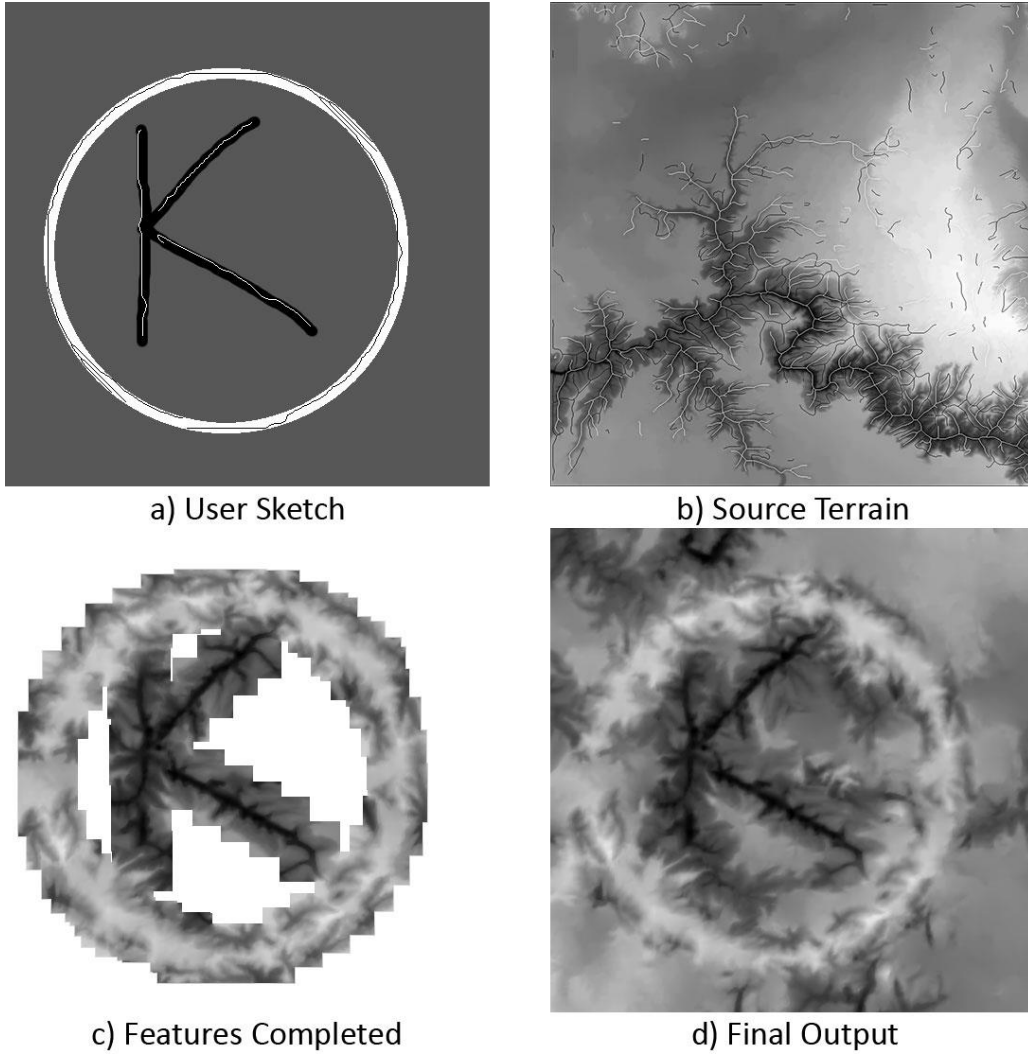 K
a) User Sketch
b) Source Terrain
K
K
c) Features Completed
d) Final Output